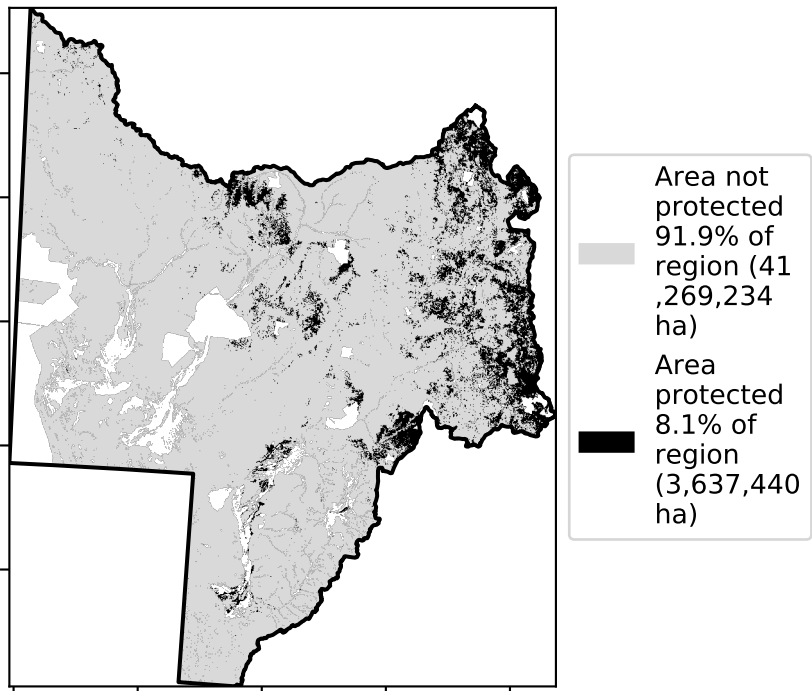 Area not
protected
91.9% of
region (41
,269,234
ha)
Area
protected
8.1% of
region
(3,637,440
ha)